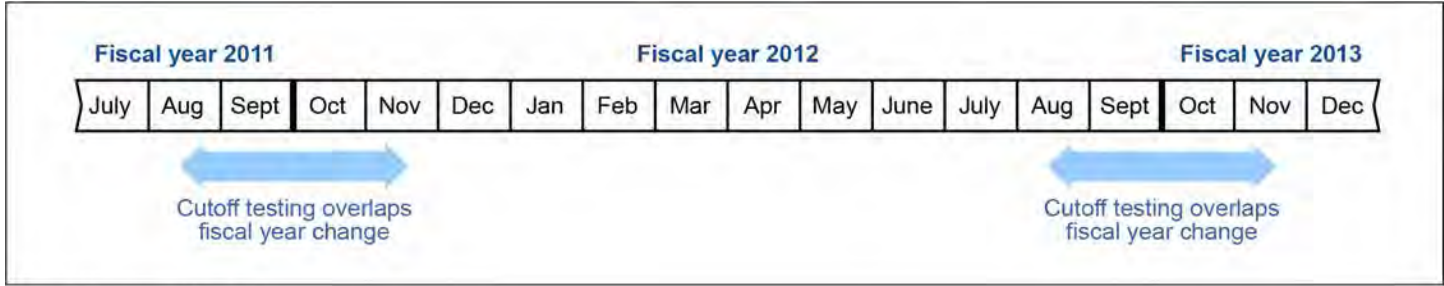 Fiscal year 2011 Fiscal year 2012 Fiscal year 2013
July Aug Sept Oct Nov Dec Jan Feb Mar Apr May June July Aug Sept Oct Nov Dec
Cutoff testing overlaps
fiscal year change
Cutoff testing overlaps
fiscal year change